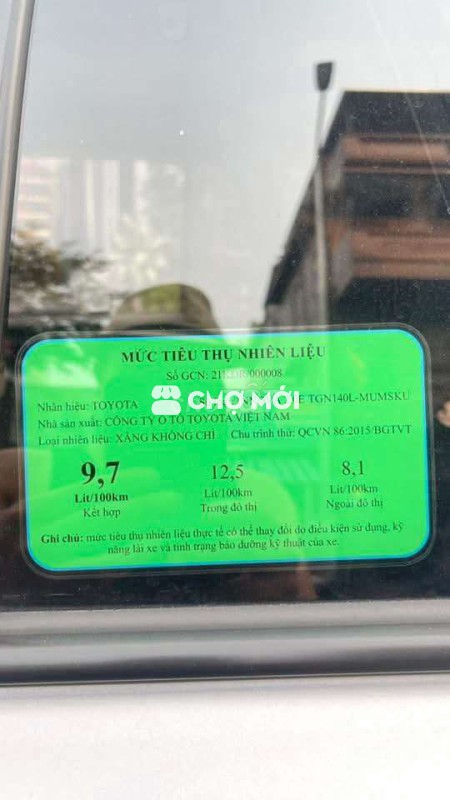 MỨC TIÊU THỤ NHIÊN LIỆU
Số GCN: 000008
Nhãn hiệu: TOYOTA TGN140L-MUMSKU
CHỢ MỚI
Nhà sản xuất: CÔNG TY Ô TÔ TOYOTA VIỆT NAM
Loại nhiên liệu: XĂNG KHÔNG CHÌ Chu trình thử: QCVN 86:2015/BGTVT
9,7 12,5 8,1
Lít/100km Lít/100km Lít/100km
Kết hợp Trong đô thị Ngoài đô thị
Ghi chú: mức tiêu thụ nhiên liệu thực tế có thể thay đổi do điều kiện sử dụng, kỹ
năng lái xe và tình trạng bảo dưỡng kỹ thuật của xe.